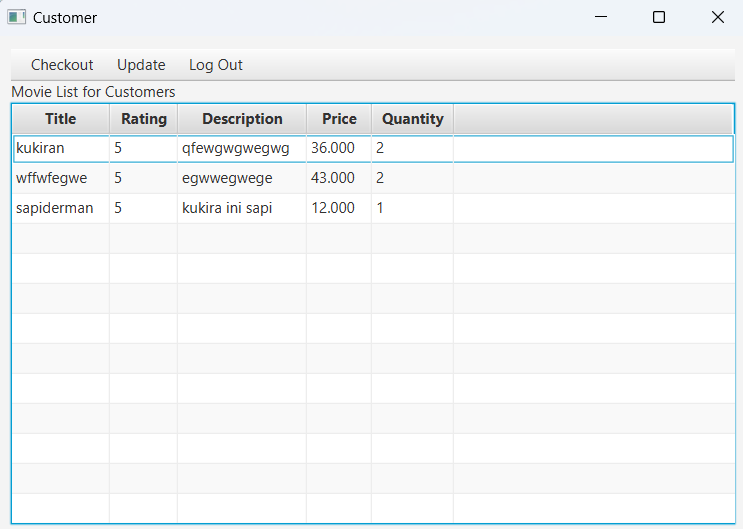 Customer
Checkout Update Log Out
Movie List for Customers
Title Rating Description Price Quantity
kukiran 5 qfewgwgwegwg 36.000 2
wffwfegwe 5 egwwegwege 43.000 2
sapiderman 5 kukira ini sapi 12.000 1